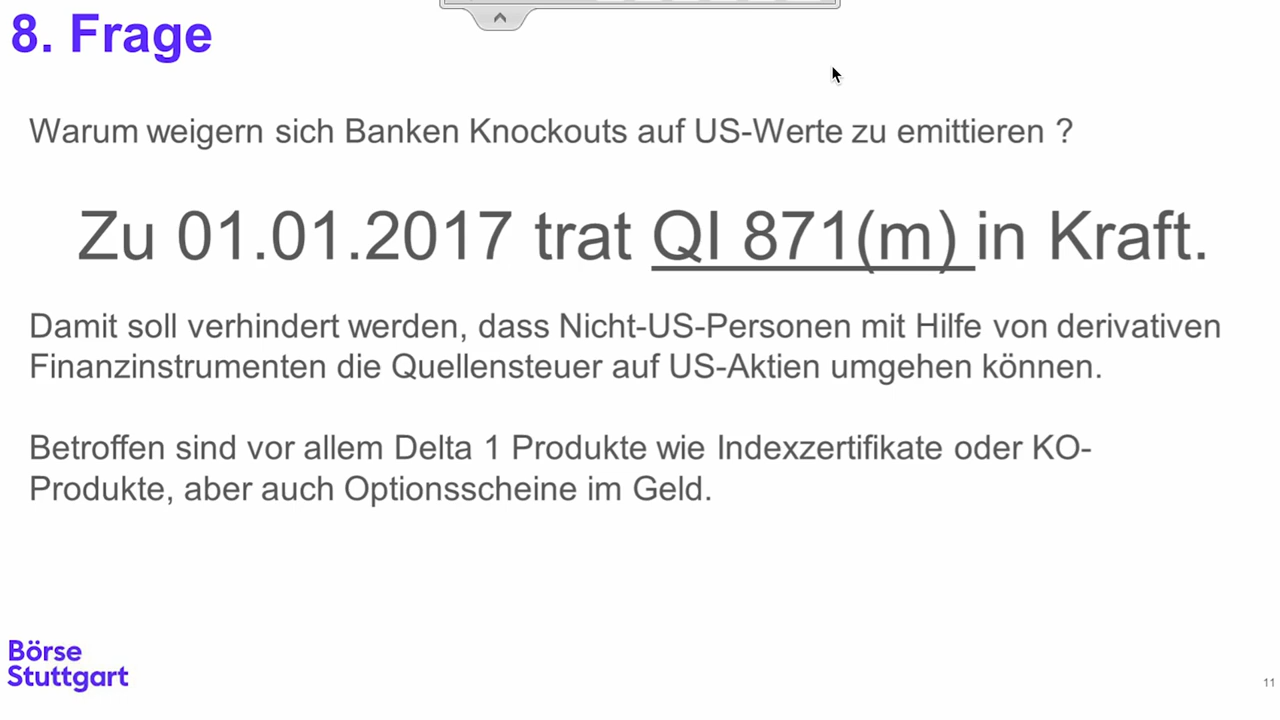 8. Frage
Warum weigern sich Banken Knockouts auf US-Werte zu emittieren ?
Zu 01.01.2017 trat QI 871(m) in Kraft.
Damit soll verhindert werden, dass Nicht-US-Personen mit Hilfe von derivativen
Finanzinstrumenten die Quellensteuer auf US-Aktien umgehen können.
Betroffen sind vor allem Delta 1 Produkte wie Indexzertifikate oder KO-
Produkte, aber auch Optionsscheine im Geld.
Börse
Stuttgart
11